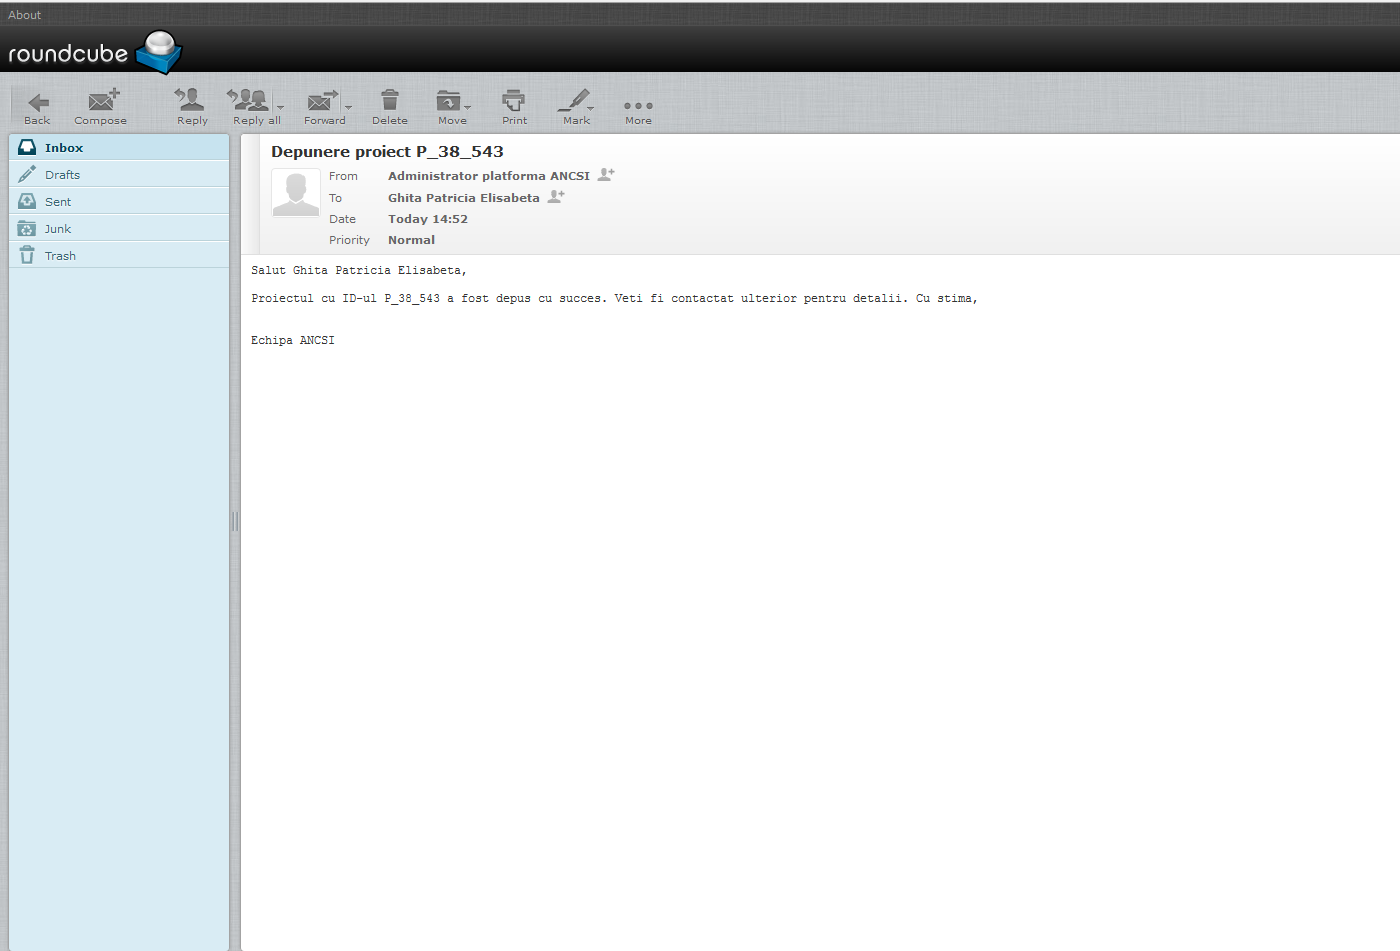 About
roundcube
Back Compose Reply Reply all Forward Delete Move Print Mark More
Inbox
Drafts
Sent
Junk
Trash
Depunere proiect P_38_543
From Administrator platforma ANCSI
To Ghita Patricia Elisabeta
Date Today 14:52
Priority Normal
Salut Ghita Patricia Elisabeta,
Proiectul cu ID-ul P_38_543 a fost depus cu succes. Veti fi contactat ulterior pentru detalii. Cu stima,
Echipa ANCSI